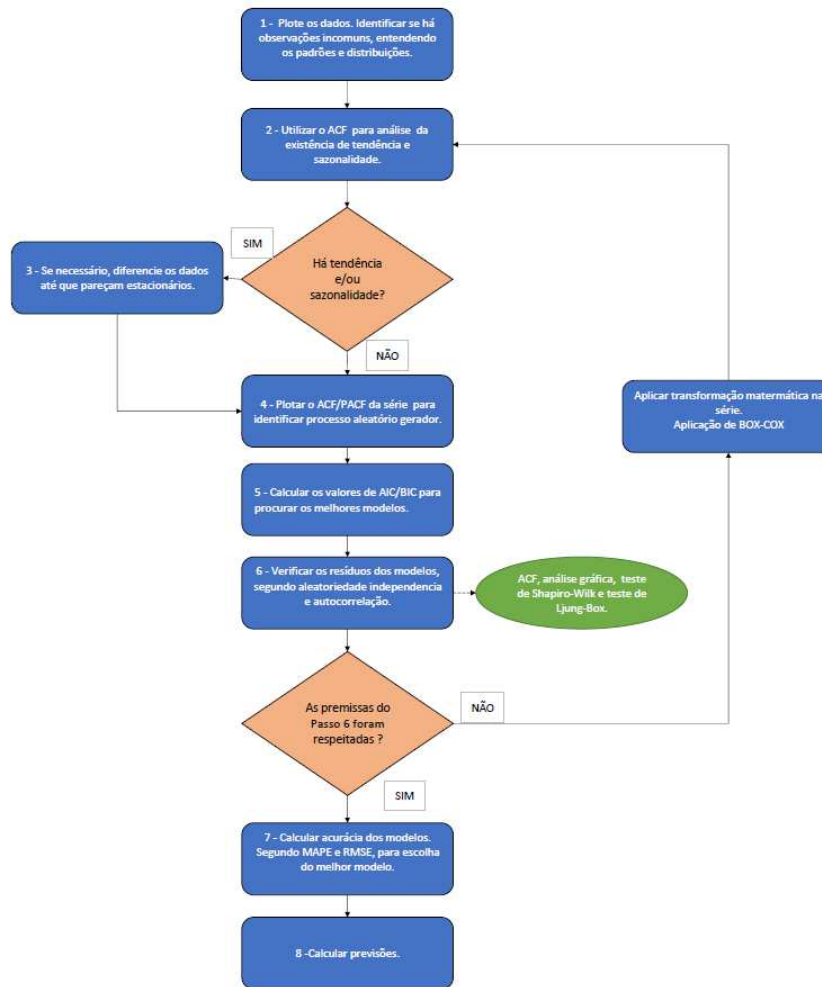 1 - Plote os dados. Identificar se há
observações incomuns, entendendo
os padrões e distribuições.
2 - Utilizar o ACF para análise da
existência de tendência e
sazonalidade.
SIM
Há tendência
e/ou
sazonalidade?
3 - Se necessário, diferencie os dados
até que pareçam estacionários.
NÃO
4 - Plotar o ACF/PACF da série para
identificar processo aleatório gerador.
Aplicar transformação matermática na
série.
Aplicação de BOX-COX
5 - Calcular os valores de AIC/BIC para
procurar os melhores modelos.
6 - Verificar os resíduos dos modelos,
segundo aleatoriedade independencia
e autocorrelação.
ACF, análise gráfica, teste
de Shapiro-Wilk e teste de
Ljung-Box.
As premissas do
Passo 6 foram
respeitadas ?
NÃO
SIM
7 - Calcular acurácia dos modelos.
Segundo MAPE e RMSE, para escolha
do melhor modelo.
8 -Calcular previsões.